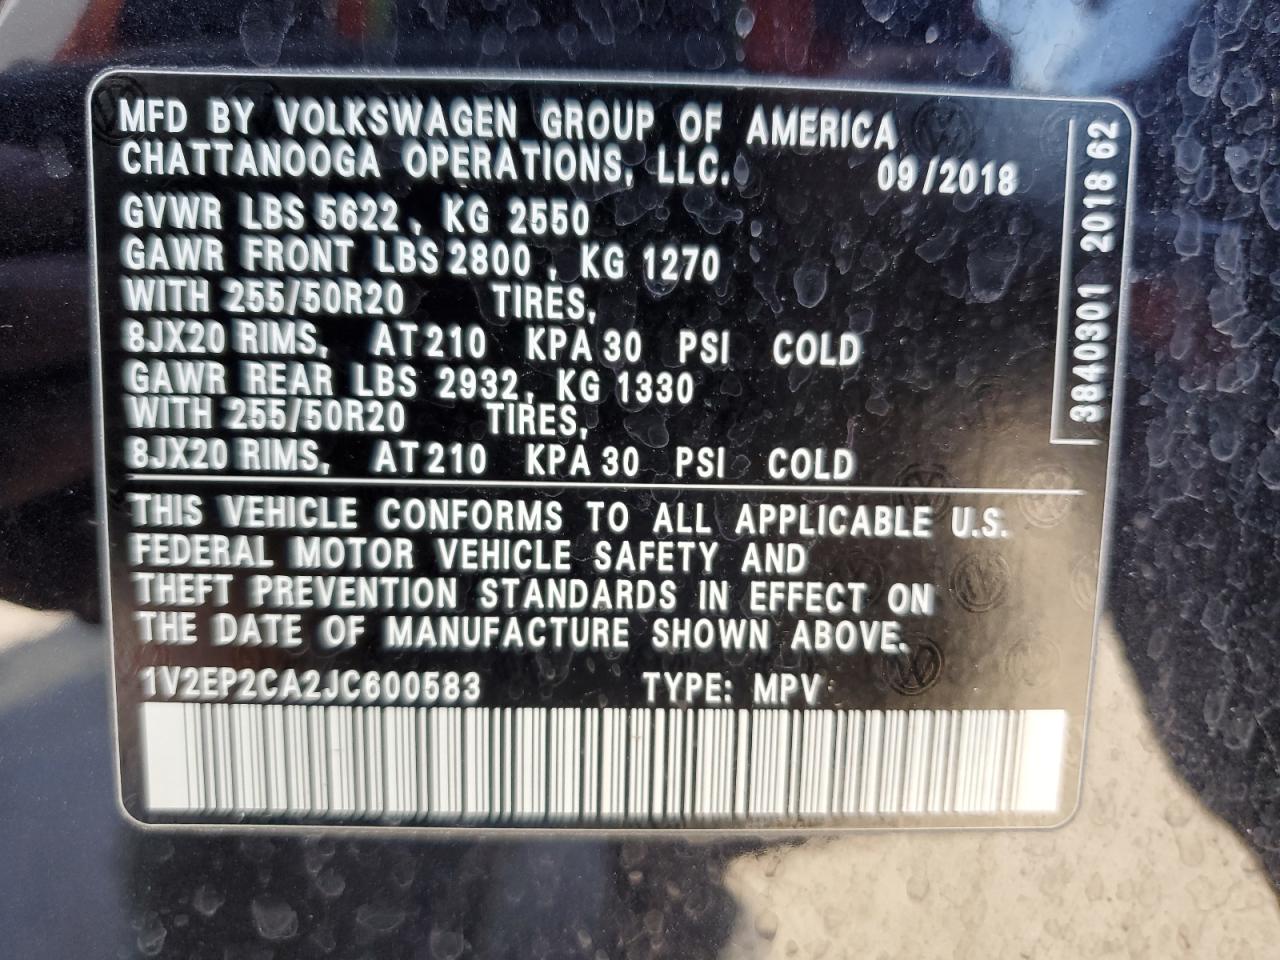 MFD BY VOLKSWAGEN GROUP OF AMERICA
CHATTANOOGA OPERATIONS, LLC. 09/2018
GVWR LBS 5622, KG 2550
GAWR FRONT LBS 2800, KG 1270
WITH 255/50R20 TIRES,
8JX20 RIMS, AT 210 KPA 30 PSI COLD
GAWR REAR LBS 2932, KG 1330
WITH 255/50R20 TIRES,
8JX20 RIMS, AT 210 KPA 30 PSI COLD
THIS VEHICLE CONFORMS TO ALL APPLICABLE U.S.
FEDERAL MOTOR VEHICLE SAFETY AND
THEFT PREVENTION STANDARDS IN EFFECT ON
THE DATE OF MANUFACTURE SHOWN ABOVE.
1V2EP2CA2JC600583 TYPE: MPV
3840301 2018 62